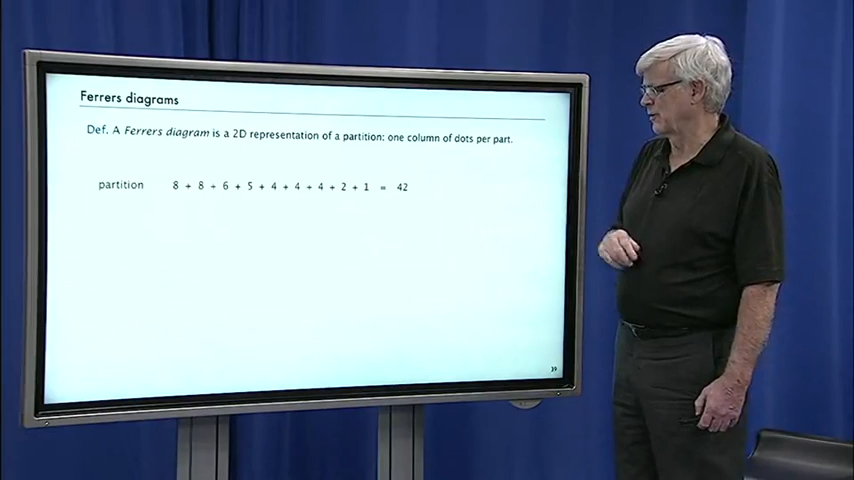 Ferrers diagrams
Def. A Ferrers diagram is a 2D representation of a partition: one column of dots per part.
partition 8 + 8 + 6 + 5 + 4 + 4 + 4 + 2 + 1 = 42
39